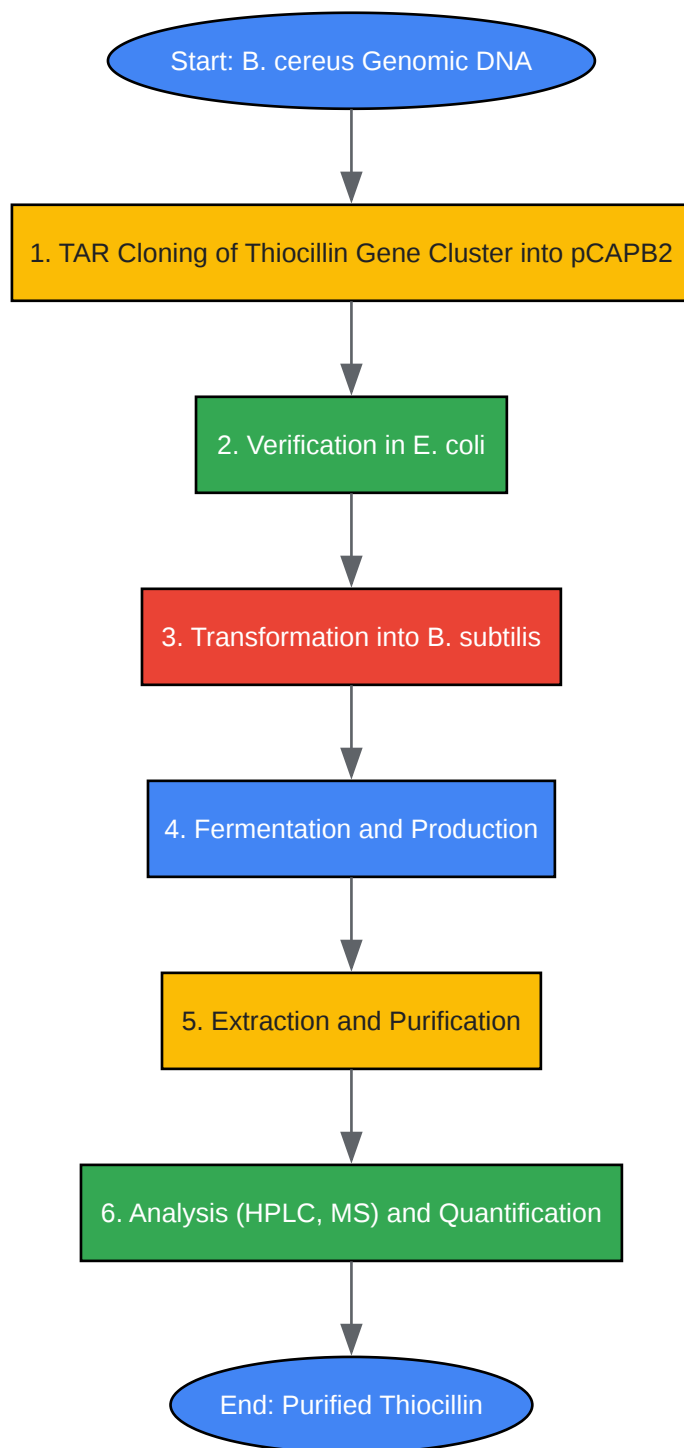 Start: B. cereus Genomic DNA
1. TAR Cloning of Thiocillin Gene Cluster into pCAPB2
2. Verification in E. coli
3. Transformation into B. subtilis
4. Fermentation and Production
5. Extraction and Purification
6. Analysis (HPLC, MS) and Quantification
End: Purified Thiocillin